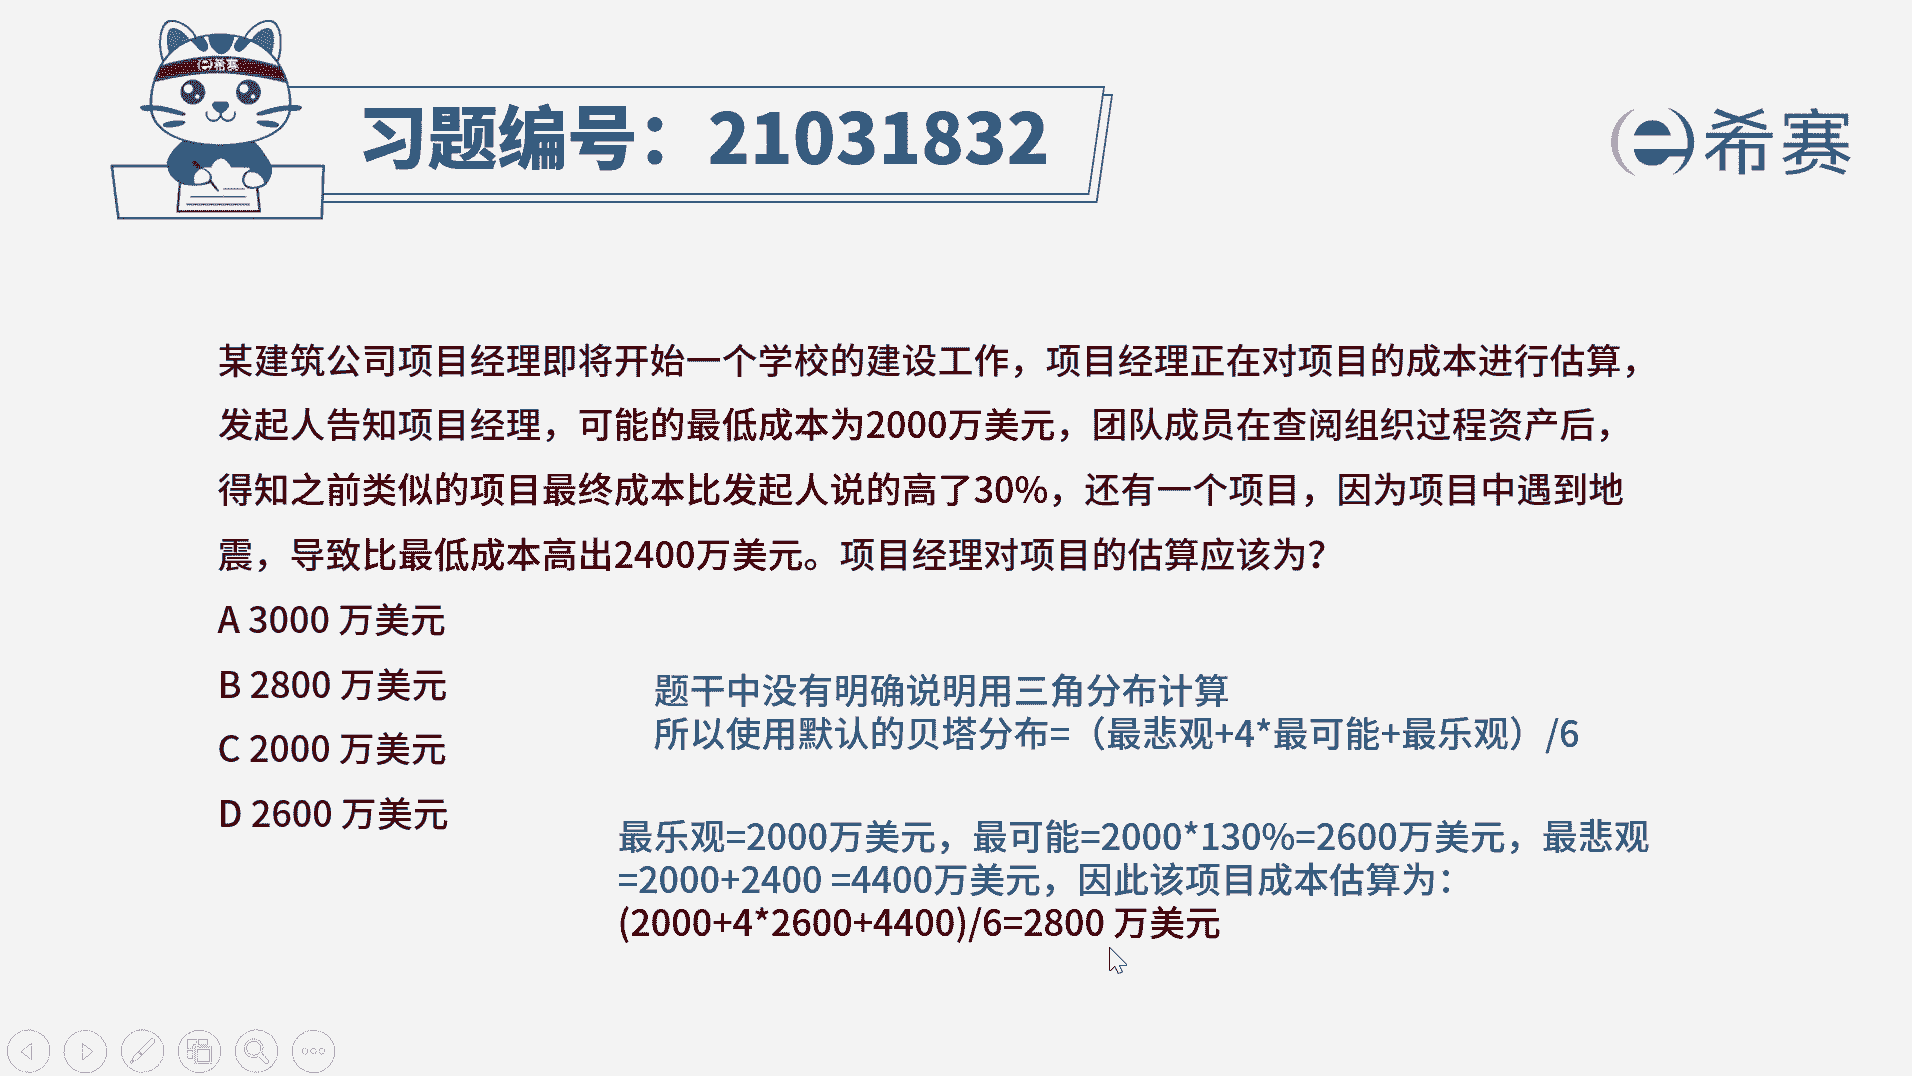 希赛
习题编号：21031832
希赛
某建筑公司项目经理即将开始一个学校的建设工作，项目经理正在对项目的成本进行估算，
发起人告知项目经理，可能的最低成本为2000万美元，团队成员在查阅组织过程资产后，
得知之前类似的项目最终成本比发起人说的高了30%，还有一个项目，因为项目中遇到地
震，导致比最低成本高出2400万美元。项目经理对项目的估算应该为？
A 3000 万美元
B 2800 万美元
C 2000 万美元
D 2600 万美元
题干中没有明确说明用三角分布计算
所以使用默认的贝塔分布=（最悲观+4*最可能+最乐观）/6
最乐观=2000万美元，最可能=2000*130%=2600万美元，最悲观
=2000+2400 =4400万美元，因此该项目成本估算为：
(2000+4*2600+4400)/6=2800 万美元